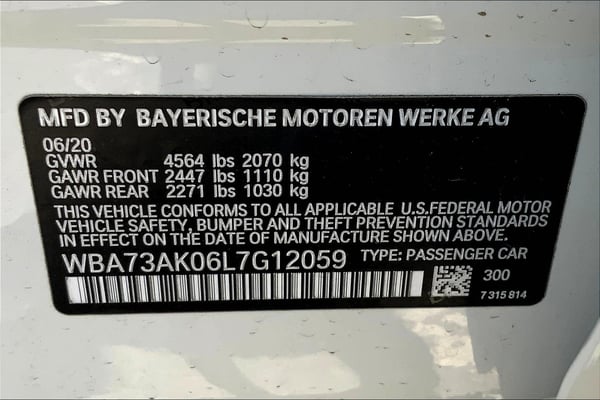 MFD BY BAYERISCHE MOTOREN WERKE AG
06/20
GVWR 4564 lbs 2070 kg
GAWR FRONT 2447 lbs 1110 kg
GAWR REAR 2271 lbs 1030 kg
THIS VEHICLE CONFORMS TO ALL APPLICABLE U.S.FEDERAL MOTOR
VEHICLE SAFETY, BUMPER AND THEFT PREVENTION STANDARDS
IN EFFECT ON THE DATE OF MANUFACTURE SHOWN ABOVE.
WBA73AK06L7G12059 TYPE: PASSENGER CAR
300
7 315 814